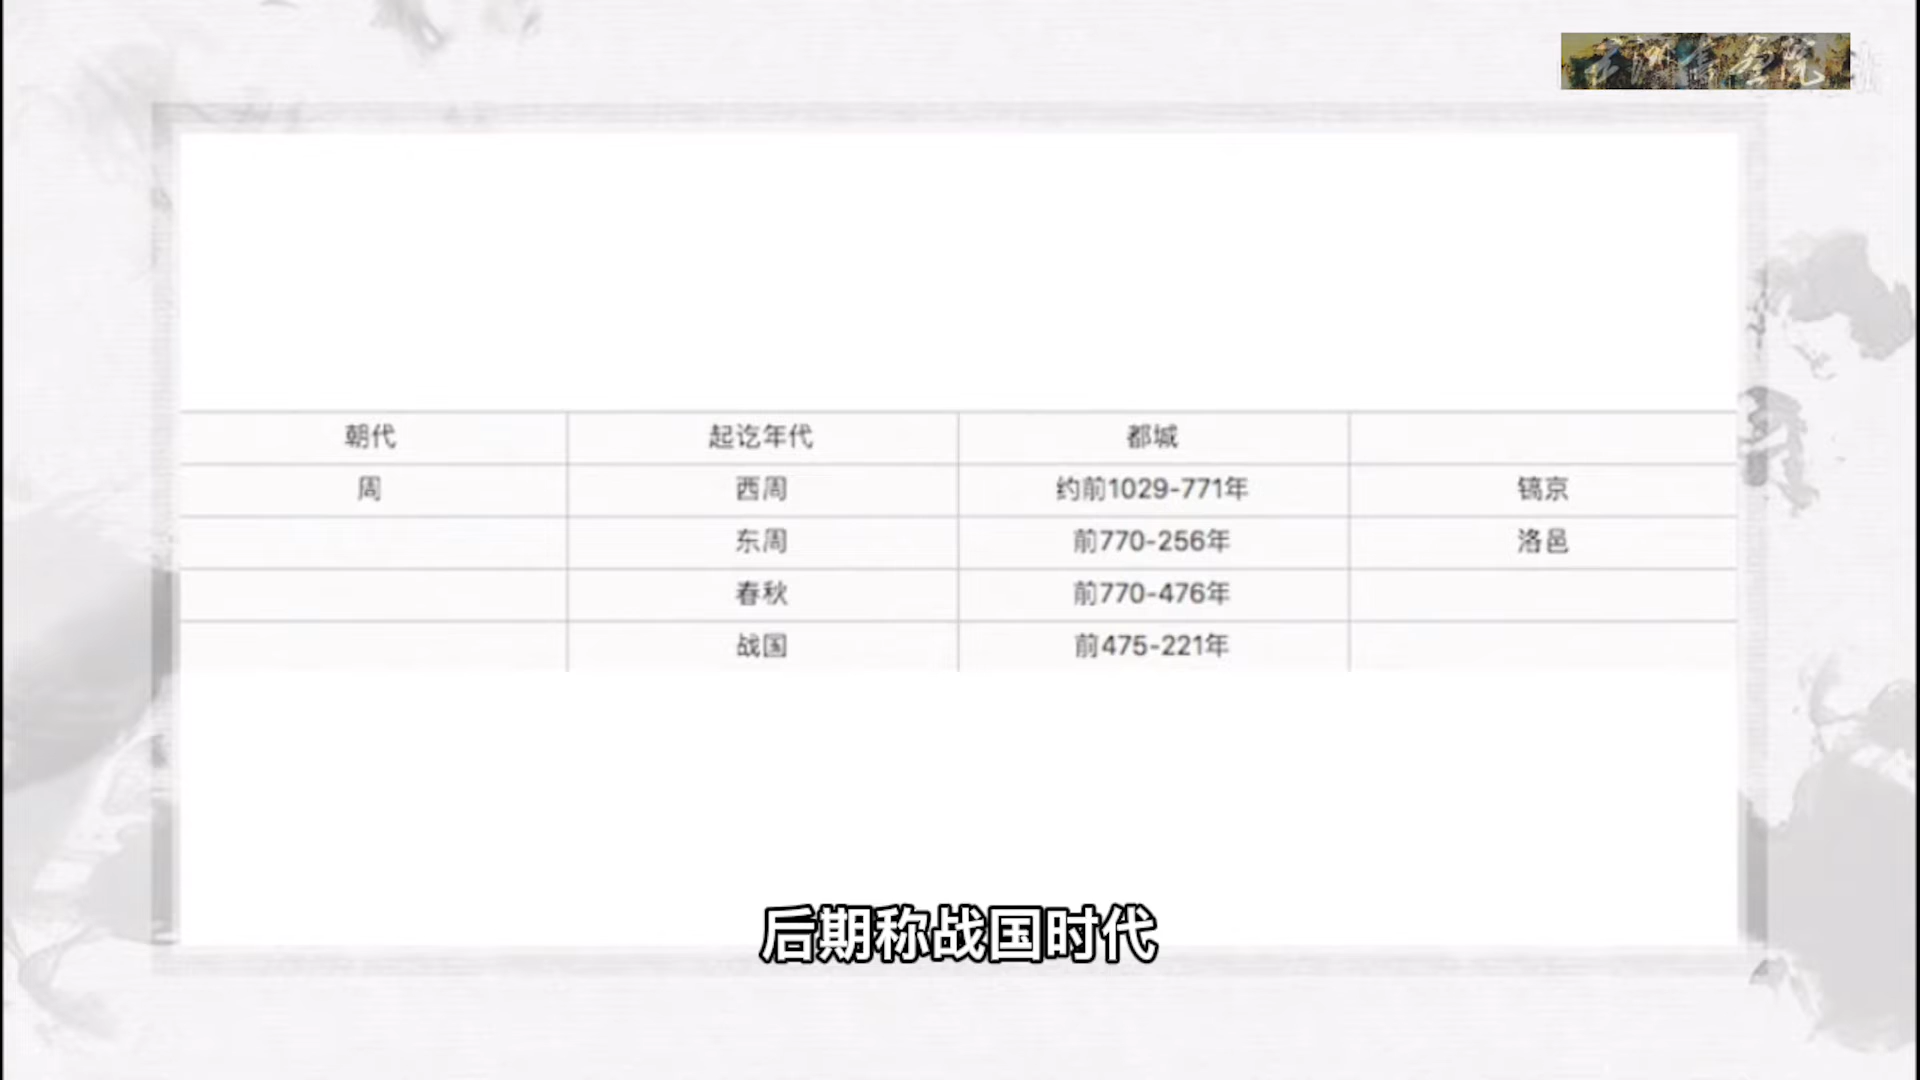 朝代 起讫年代 都城
周 西周 约前1029-771年 镐京
东周 前770-256年 洛邑
春秋 前770-476年
战国 前475-221年
后期称战国时代